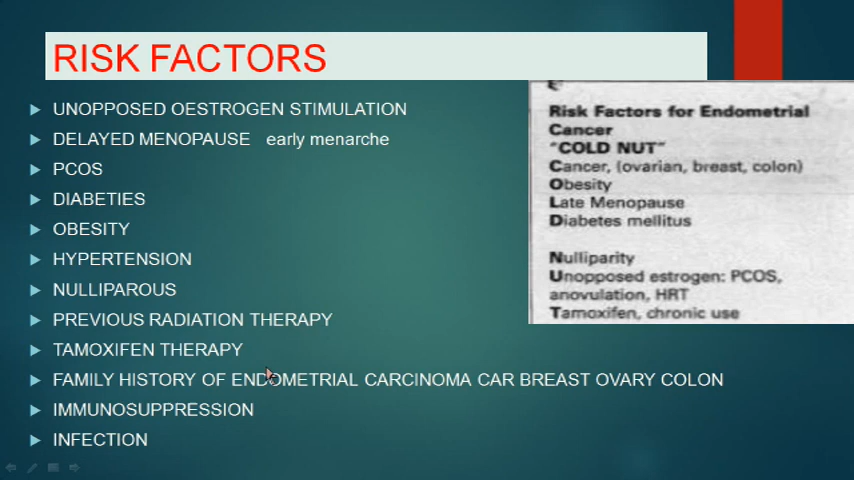 RISK FACTORS
UNOPPOSED OESTROGEN STIMULATION
DELAYED MENOPAUSE early menarche
PCOS
DIABETIES
OBESITY
HYPERTENSION
NULLIPAROUS
PREVIOUS RADIATION THERAPY
TAMOXIFEN THERAPY
FAMILY HISTORY OF ENDOMETRIAL CARCINOMA CAR BREAST OVARY COLON
IMMUNOSUPPRESSION
INFECTION
Risk Factors for Endometrial
Cancer
"COLD NUT"
Cancer, (ovarian, breast, colon)
Obesity
Late Menopause
Diabetes mellitus
Nulliparity
Unopposed estrogen: PCOS,
anovulation, HRT
Tamoxifen, chronic use